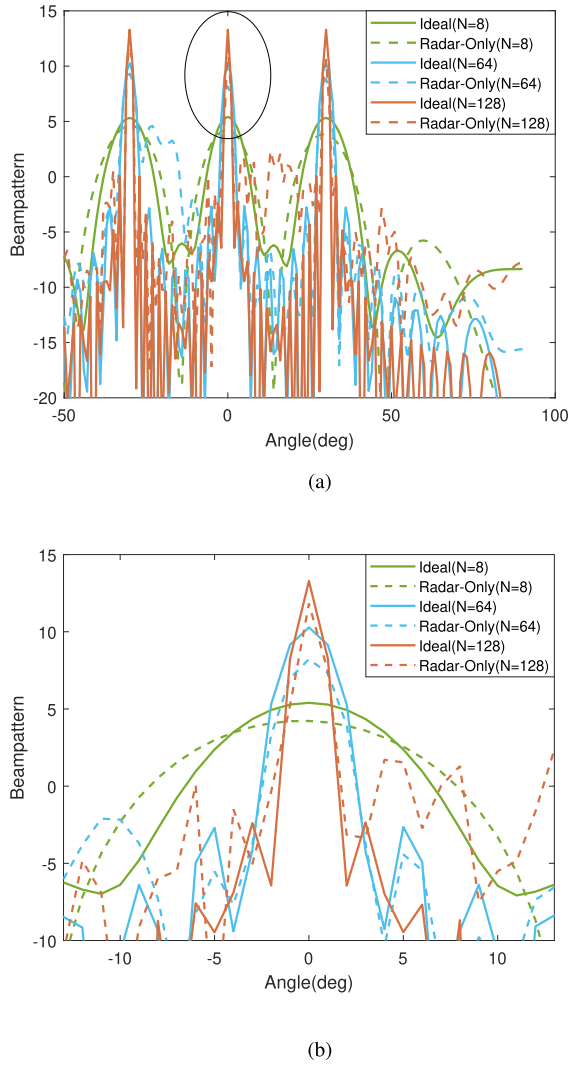 15
10
5
0
-5
-10
-15
-20
Beampattern
Ideal(N=8)
Radar-Only(N=8)
Ideal(N=64)
Radar-Only(N=64)
Ideal(N=128)
Radar-Only(N=128)
-50
0
50
100
Angle(deg)
(a)
15
10
5
0
-5
-10
Beampattern
Ideal(N=8)
Radar-Only(N=8)
Ideal(N=64)
Radar-Only(N=64)
Ideal(N=128)
Radar-Only(N=128)
-10
-5
0
5
10
Angle(deg)
(b)